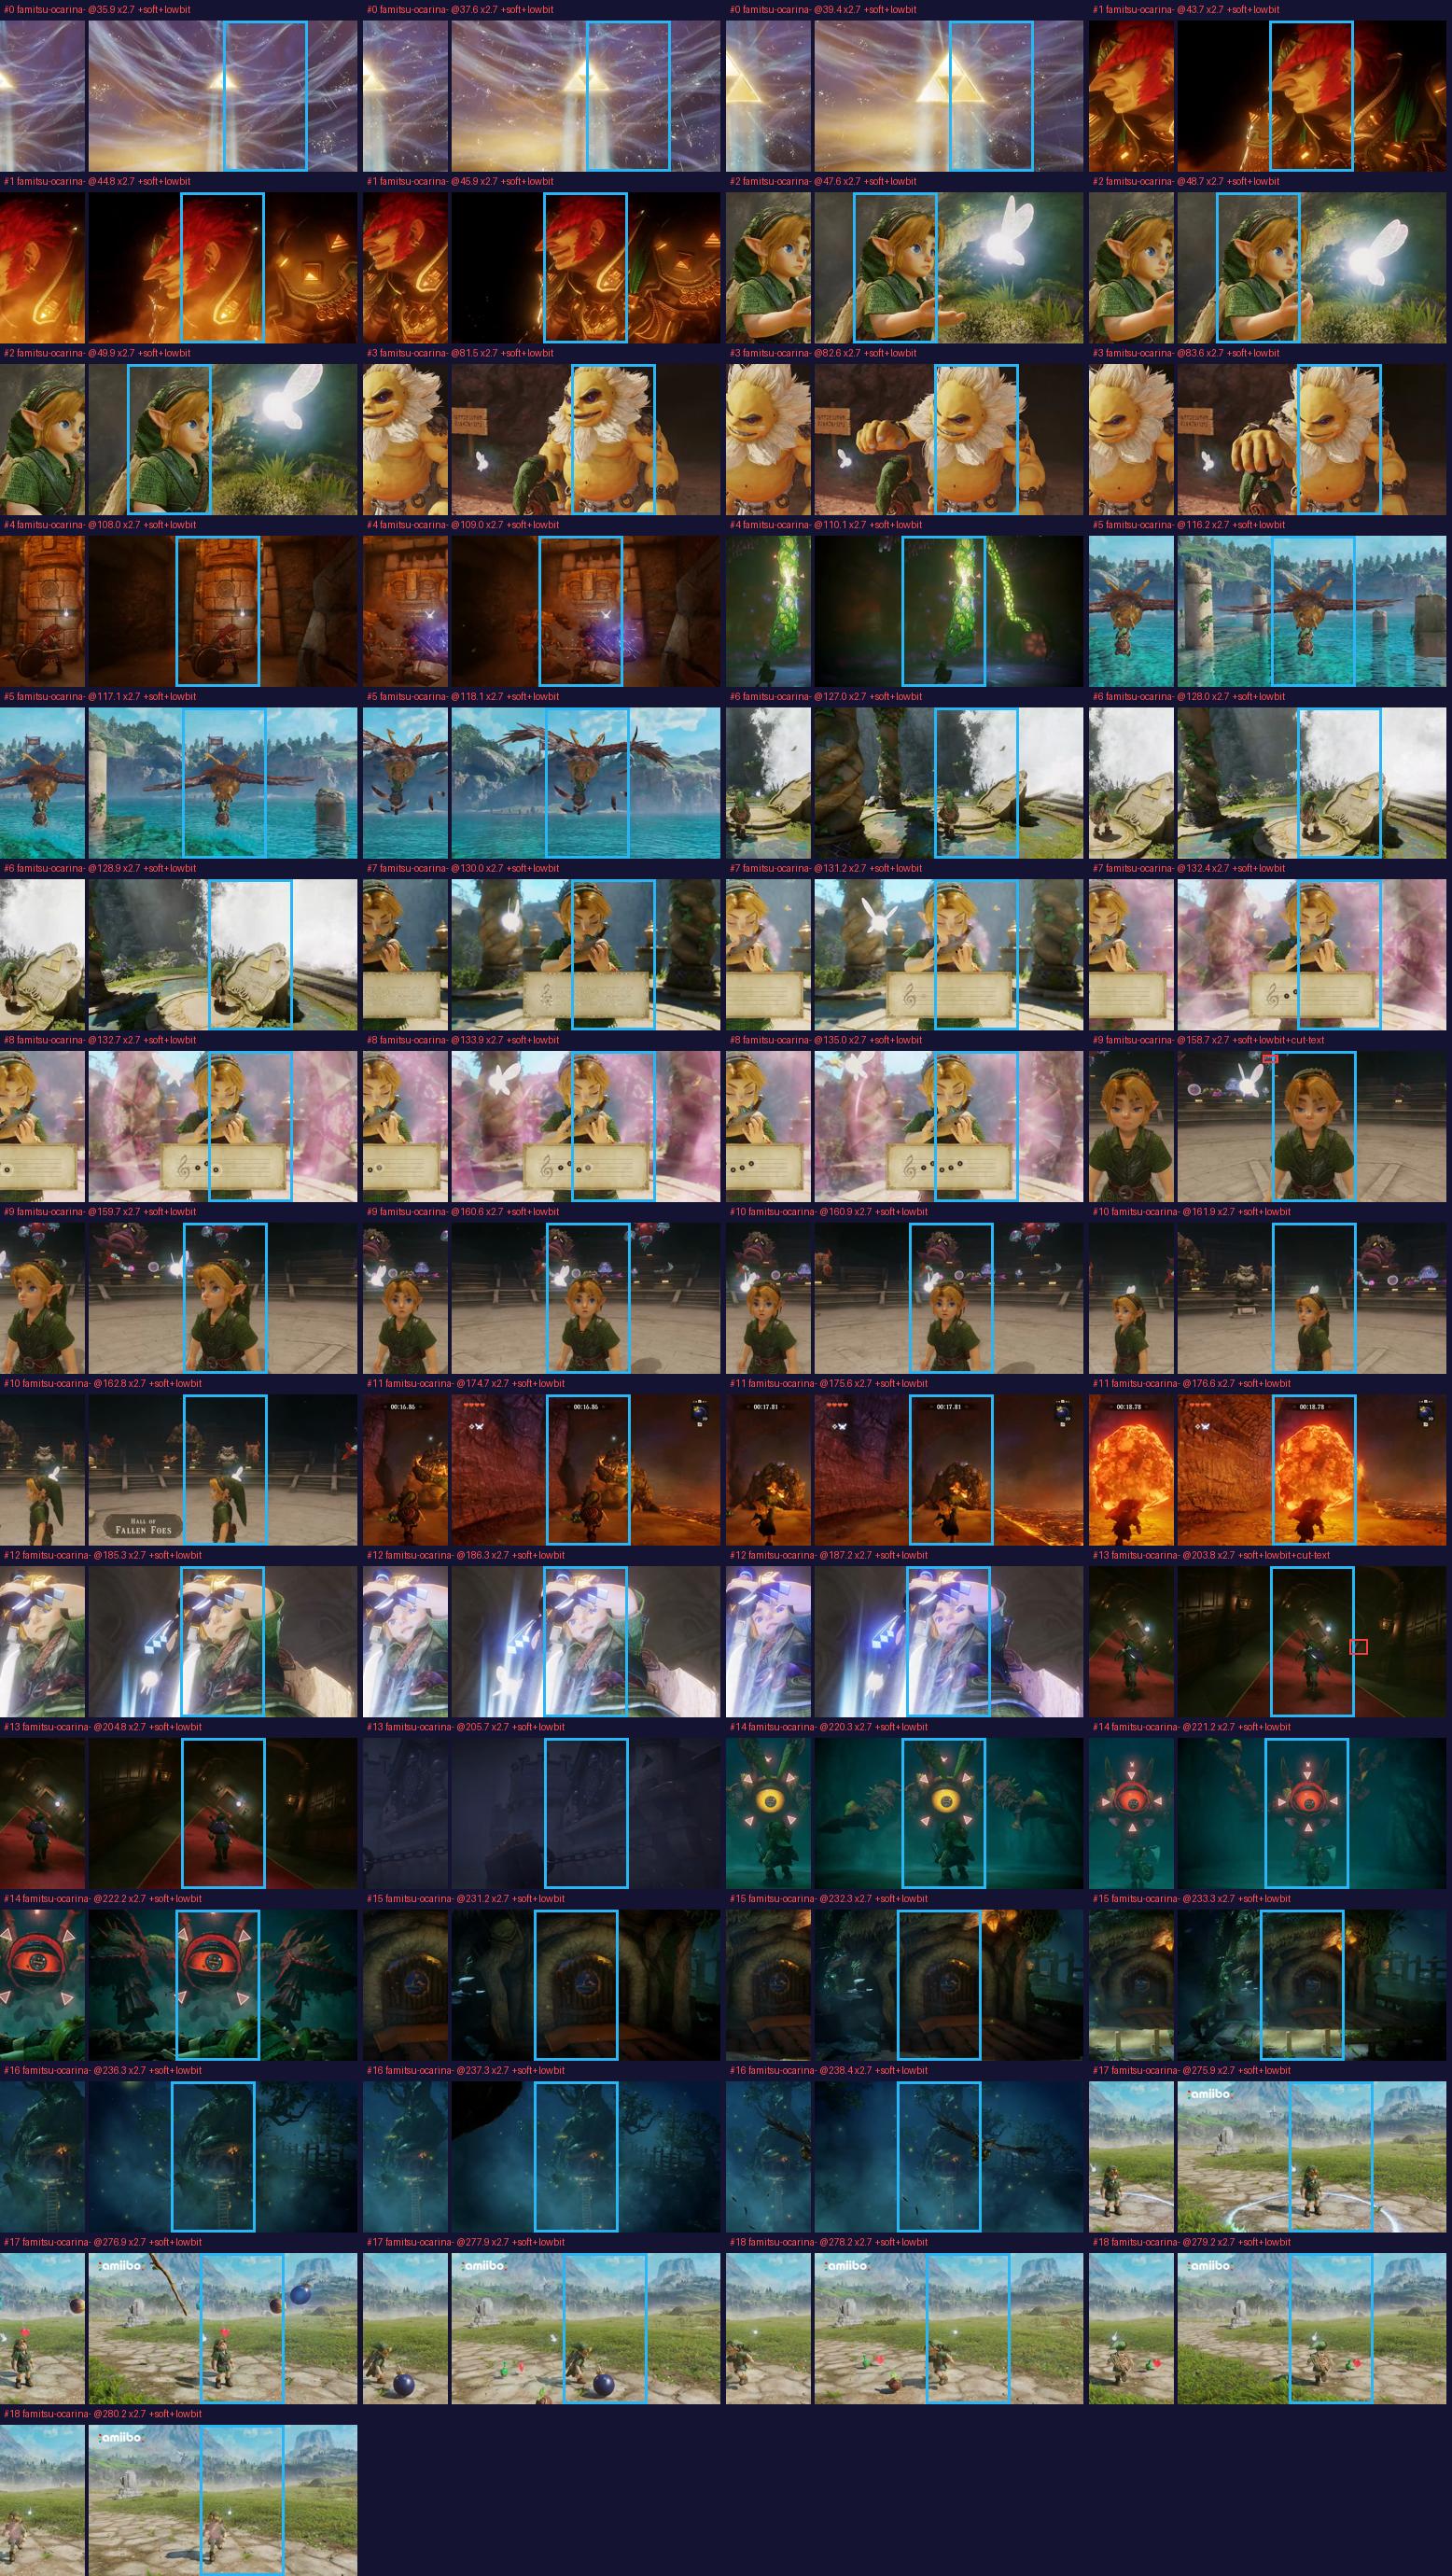 #0 famitsu-ocarina- @35.9 x2.7 +soft+lowbit
#0 famitsu-ocarina- @37.6 x2.7 +soft+lowbit
#0 famitsu-ocarina- @39.4 x2.7 +soft+lowbit
#1 famitsu-ocarina- @43.7 x2.7 +soft+lowbit
#1 famitsu-ocarina- @44.8 x2.7 +soft+lowbit
#1 famitsu-ocarina- @45.9 x2.7 +soft+lowbit
#2 famitsu-ocarina- @47.6 x2.7 +soft+lowbit
#2 famitsu-ocarina- @48.7 x2.7 +soft+lowbit
#2 famitsu-ocarina- @49.9 x2.7 +soft+lowbit
#3 famitsu-ocarina- @81.5 x2.7 +soft+lowbit
#3 famitsu-ocarina- @82.6 x2.7 +soft+lowbit
#3 famitsu-ocarina- @83.6 x2.7 +soft+lowbit
#4 famitsu-ocarina- @108.0 x2.7 +soft+lowbit
#4 famitsu-ocarina- @109.0 x2.7 +soft+lowbit
#4 famitsu-ocarina- @110.1 x2.7 +soft+lowbit
#5 famitsu-ocarina- @116.2 x2.7 +soft+lowbit
#5 famitsu-ocarina- @117.1 x2.7 +soft+lowbit
#5 famitsu-ocarina- @118.1 x2.7 +soft+lowbit
#6 famitsu-ocarina- @127.0 x2.7 +soft+lowbit
#6 famitsu-ocarina- @128.0 x2.7 +soft+lowbit
#6 famitsu-ocarina- @128.9 x2.7 +soft+lowbit
#7 famitsu-ocarina- @130.0 x2.7 +soft+lowbit
#7 famitsu-ocarina- @131.2 x2.7 +soft+lowbit
#7 famitsu-ocarina- @132.4 x2.7 +soft+lowbit
#8 famitsu-ocarina- @132.7 x2.7 +soft+lowbit
#8 famitsu-ocarina- @133.9 x2.7 +soft+lowbit
#8 famitsu-ocarina- @135.0 x2.7 +soft+lowbit
#9 famitsu-ocarina- @158.7 x2.7 +soft+lowbit+cut-text
#9 famitsu-ocarina- @159.7 x2.7 +soft+lowbit
#9 famitsu-ocarina- @160.6 x2.7 +soft+lowbit
#10 famitsu-ocarina- @160.9 x2.7 +soft+lowbit
#10 famitsu-ocarina- @161.9 x2.7 +soft+lowbit
#10 famitsu-ocarina- @162.8 x2.7 +soft+lowbit
#11 famitsu-ocarina- @174.7 x2.7 +soft+lowbit
#11 famitsu-ocarina- @175.6 x2.7 +soft+lowbit
#11 famitsu-ocarina- @176.6 x2.7 +soft+lowbit
HALL OF
FALLEN FOES
00:16.86
00:16.86
00:17.81
00:17.81
00:18.78
00:18.78
#12 famitsu-ocarina- @185.3 x2.7 +soft+lowbit
#12 famitsu-ocarina- @186.3 x2.7 +soft+lowbit
#12 famitsu-ocarina- @187.2 x2.7 +soft+lowbit
#13 famitsu-ocarina- @203.8 x2.7 +soft+lowbit+cut-text
#13 famitsu-ocarina- @204.8 x2.7 +soft+lowbit
#13 famitsu-ocarina- @205.7 x2.7 +soft+lowbit
#14 famitsu-ocarina- @220.3 x2.7 +soft+lowbit
#14 famitsu-ocarina- @221.2 x2.7 +soft+lowbit
#14 famitsu-ocarina- @222.2 x2.7 +soft+lowbit
#15 famitsu-ocarina- @231.2 x2.7 +soft+lowbit
#15 famitsu-ocarina- @232.3 x2.7 +soft+lowbit
#15 famitsu-ocarina- @233.3 x2.7 +soft+lowbit
#16 famitsu-ocarina- @236.3 x2.7 +soft+lowbit
#16 famitsu-ocarina- @237.3 x2.7 +soft+lowbit
#16 famitsu-ocarina- @238.4 x2.7 +soft+lowbit
#17 famitsu-ocarina- @275.9 x2.7 +soft+lowbit
amiibo
#17 famitsu-ocarina- @276.9 x2.7 +soft+lowbit
#17 famitsu-ocarina- @277.9 x2.7 +soft+lowbit
#18 famitsu-ocarina- @278.2 x2.7 +soft+lowbit
#18 famitsu-ocarina- @279.2 x2.7 +soft+lowbit
amiibo
amiibo
amiibo
amiibo
#18 famitsu-ocarina- @280.2 x2.7 +soft+lowbit
amiibo